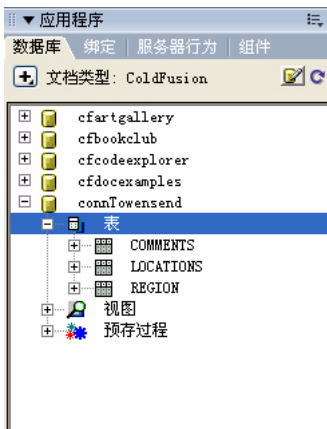 应用程序
数据库 绑定 服务器行为 组件
文档类型: ColdFusion
cfartgallery
cfbookclub
cfcodeexplorer
cfdocexamples
connTowensend
表
COMMENTS
LOCATIONS
REGION
视图
预存过程